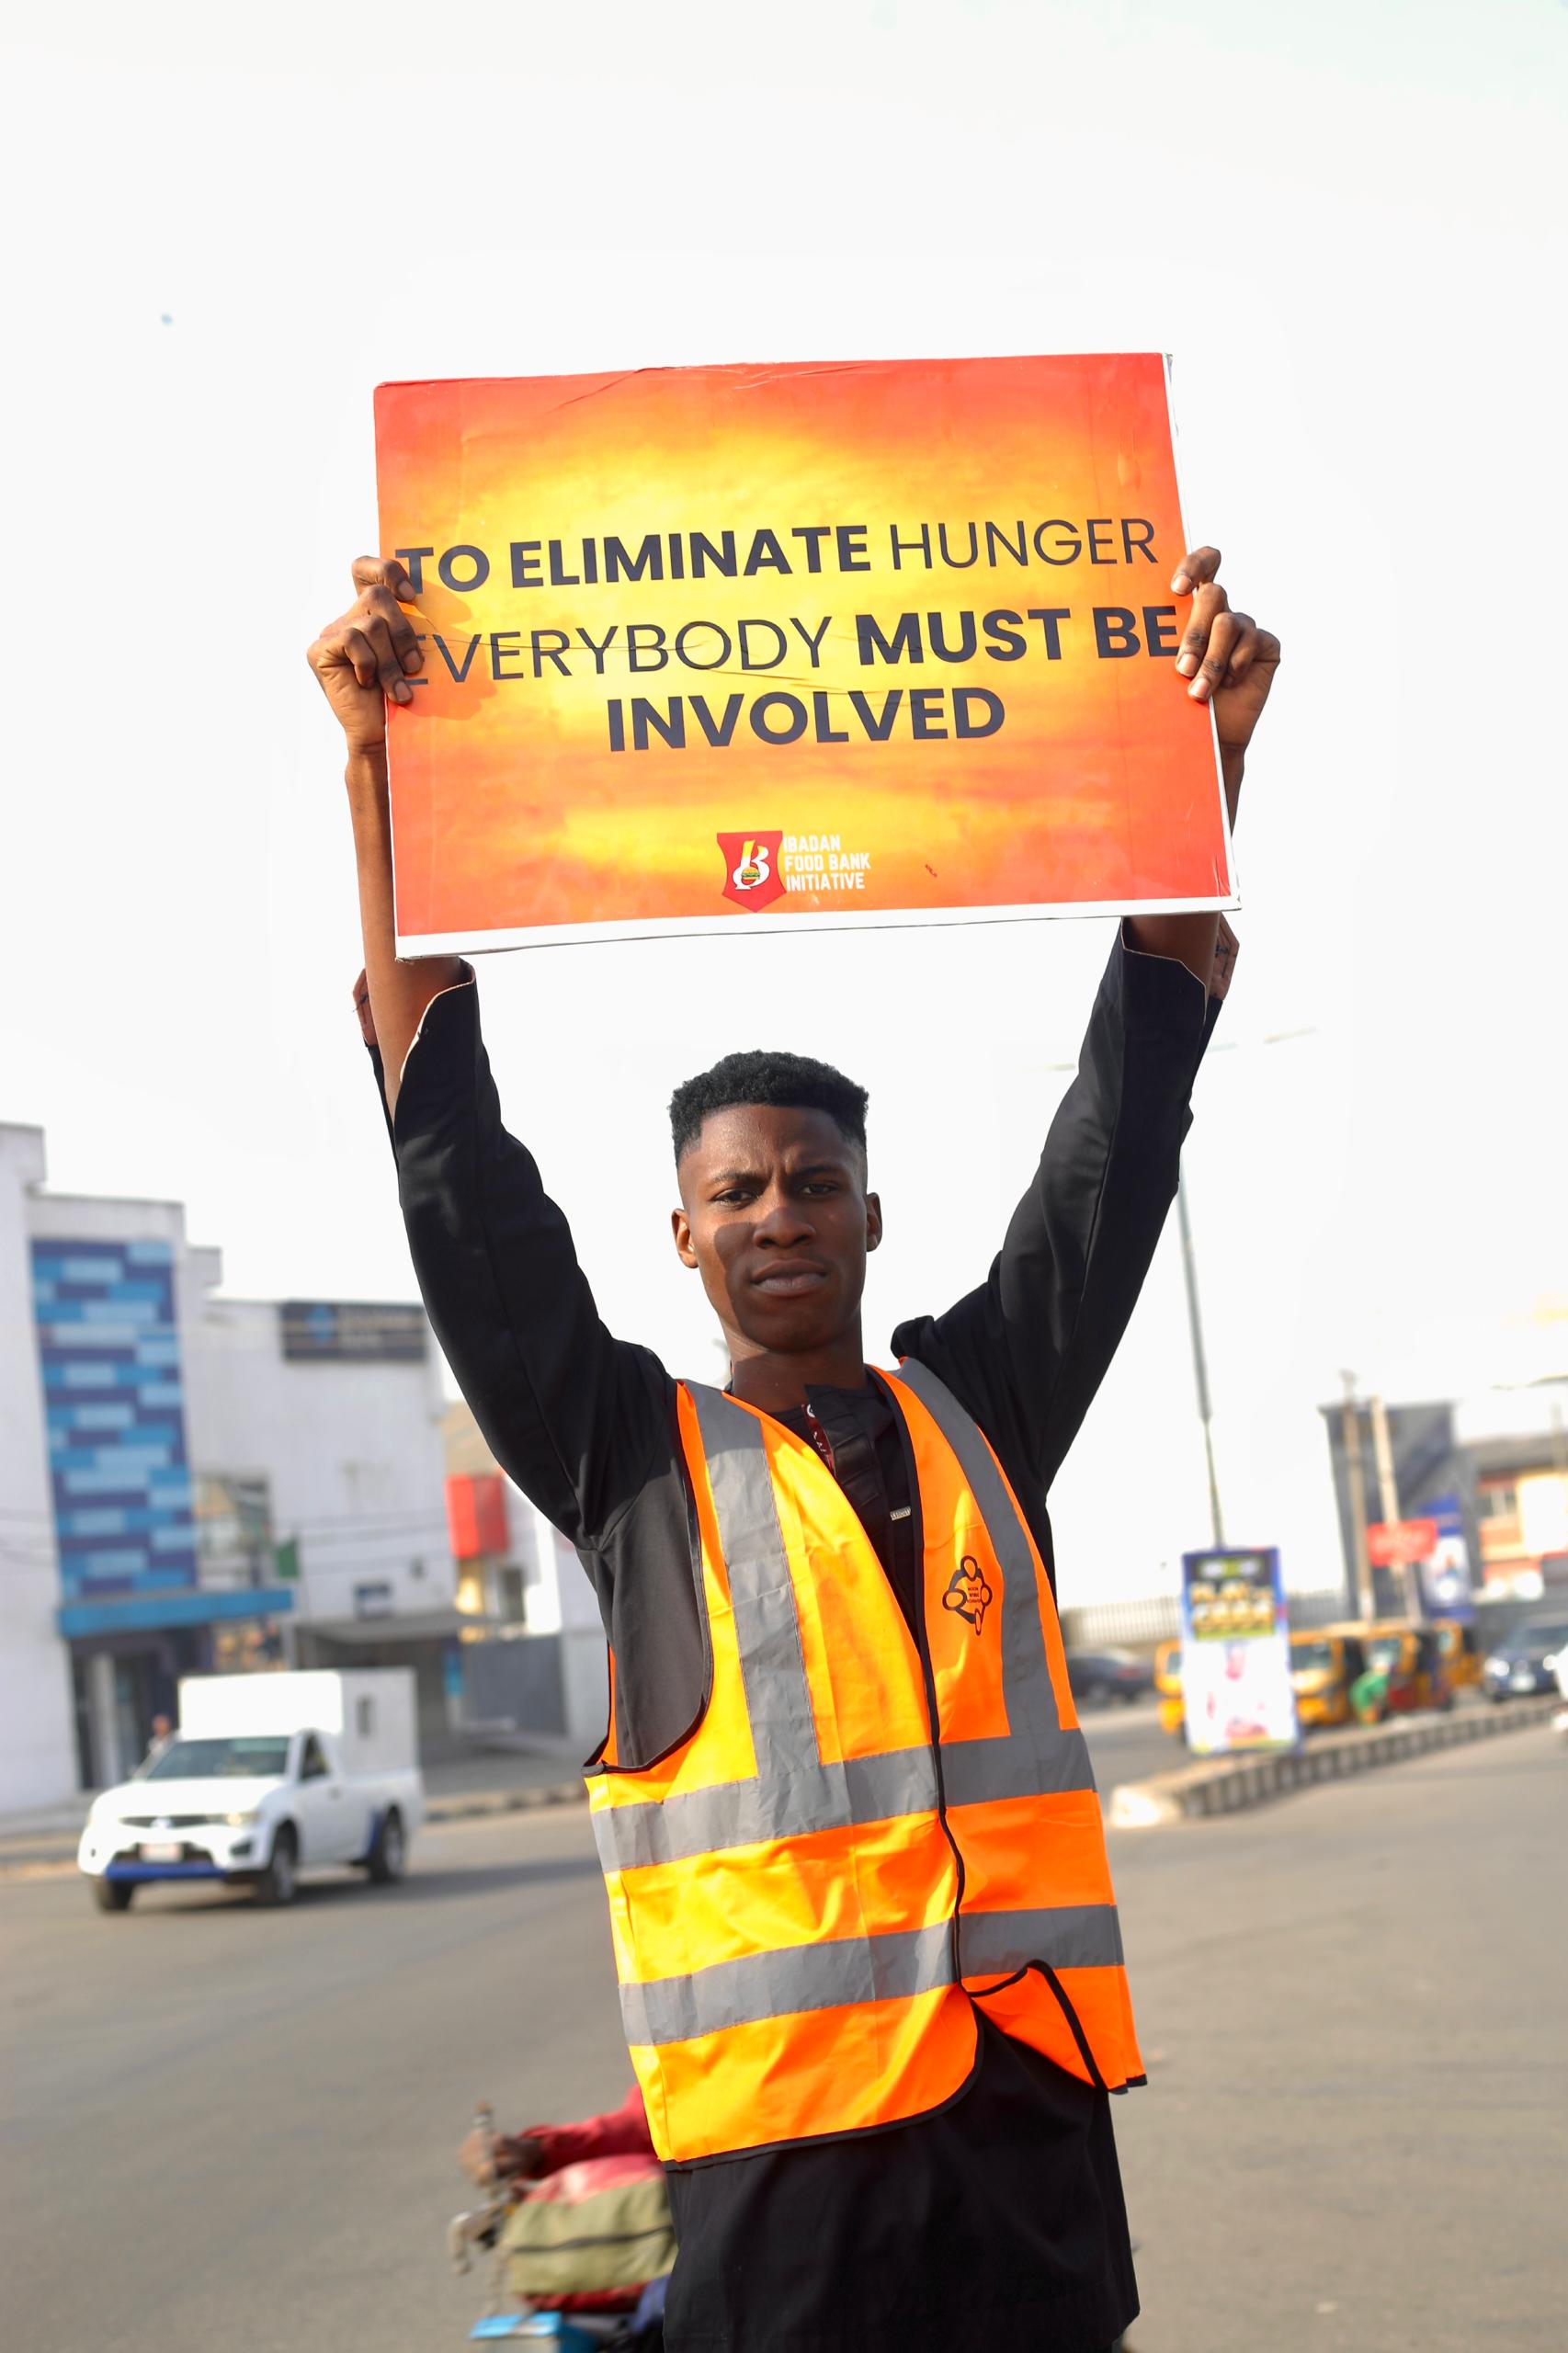 TO ELIMINATE HUNGER
EVERYBODY MUST BE
INVOLVED
IBADAN
FOOD BANK
INITIATIVE